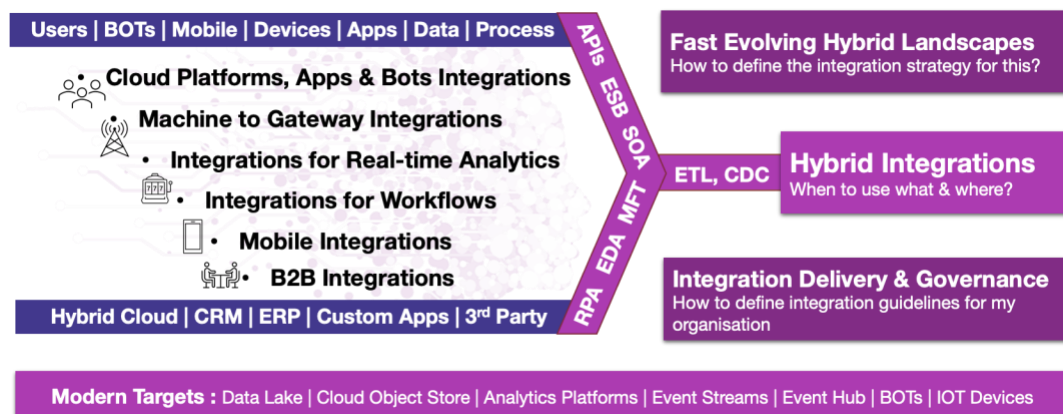 Users | BOTs | Mobile | Devices | Apps | Data | Process
• Cloud Platforms, Apps & Bots Integrations
• Machine to Gateway Integrations
• Integrations for Real-time Analytics
777
• Integrations for Workflows
• Mobile Integrations
• B2B Integrations
Hybrid Cloud | CRM | ERP | Custom Apps | 3rd Party
APIs ESB SOA
RPA EDA MFT
ETL, CDC
Fast Evolving Hybrid Landscapes
How to define the integration strategy for this?
Hybrid Integrations
When to use what & where?
Integration Delivery & Governance
How to define integration guidelines for my
organisation
Modern Targets : Data Lake | Cloud Object Store | Analytics Platforms | Event Streams | Event Hub | BOTs | IOT Devices